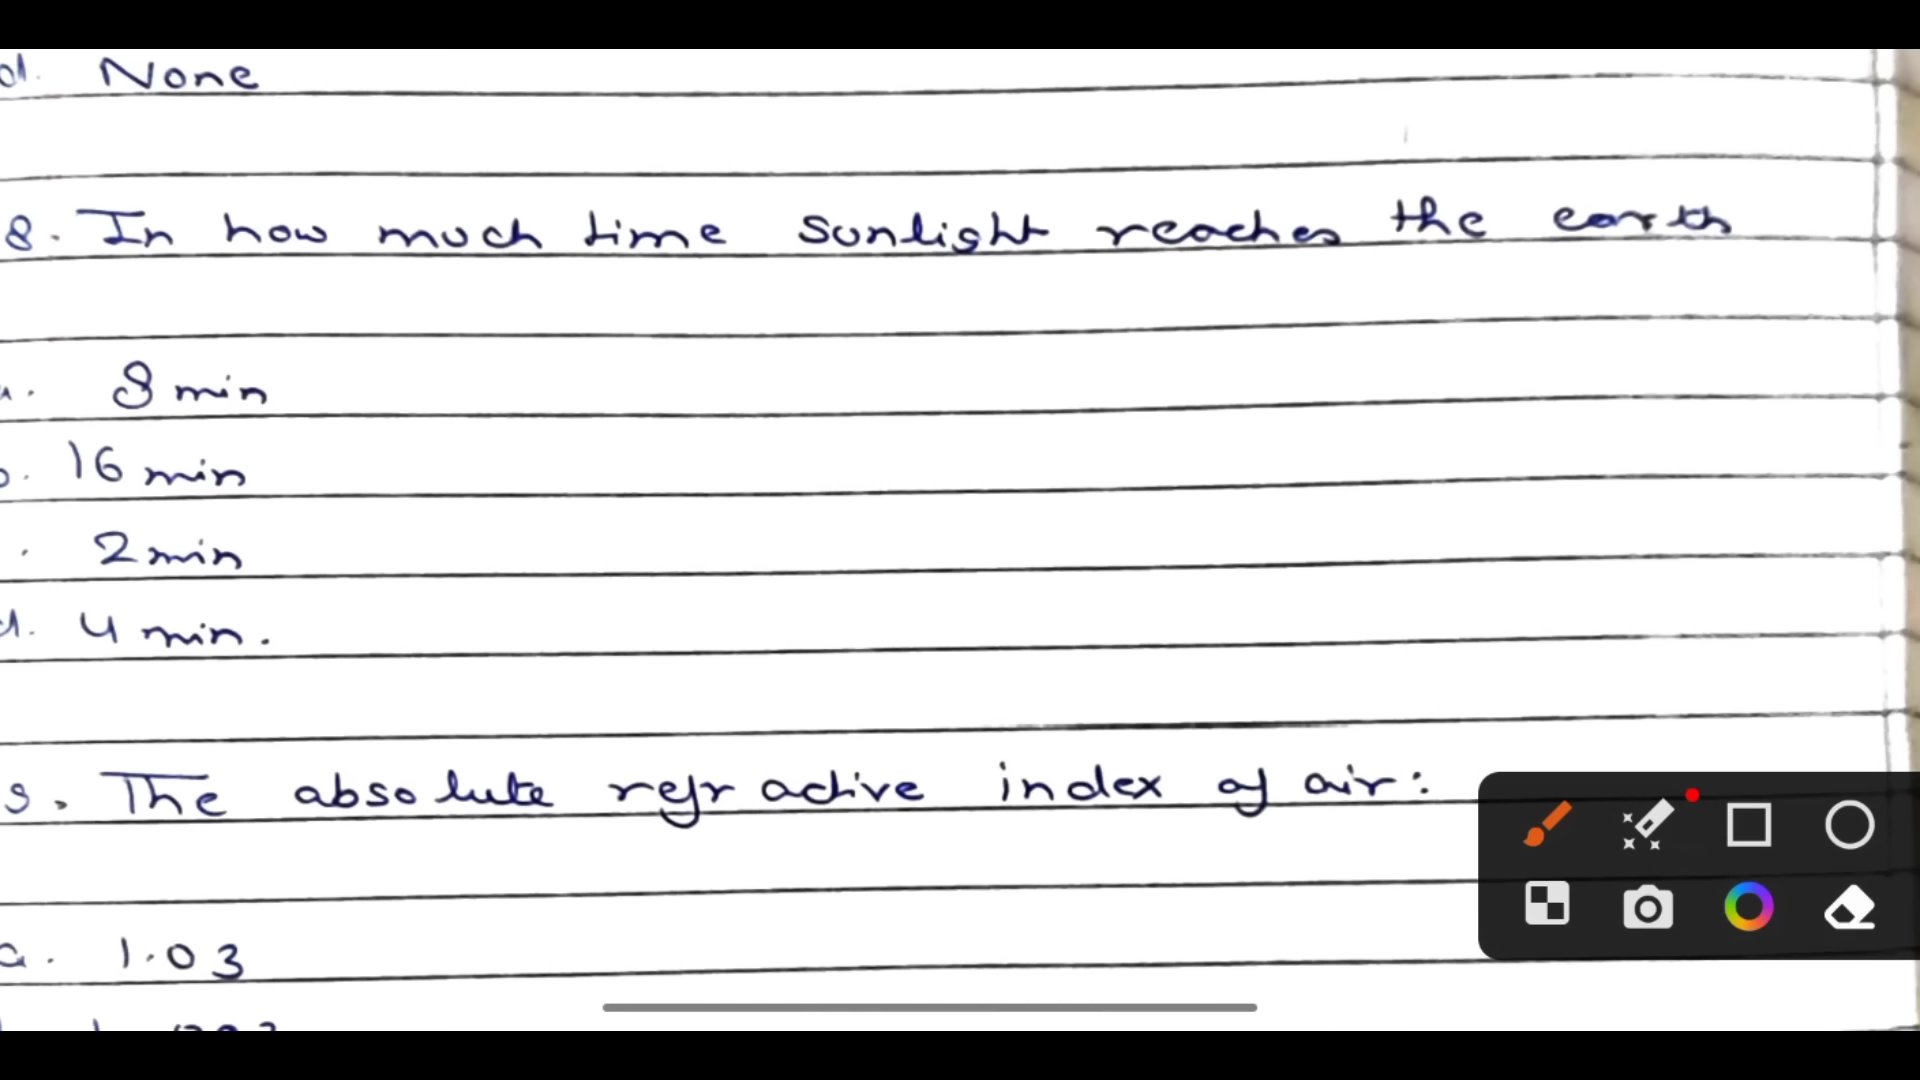 d. None
8. In how much time sunlight reaches the earth
a. 8 min
b. 16 min
. 2 min
d. 4 min.
9. The absolute refractive index of air:
a. 1.03